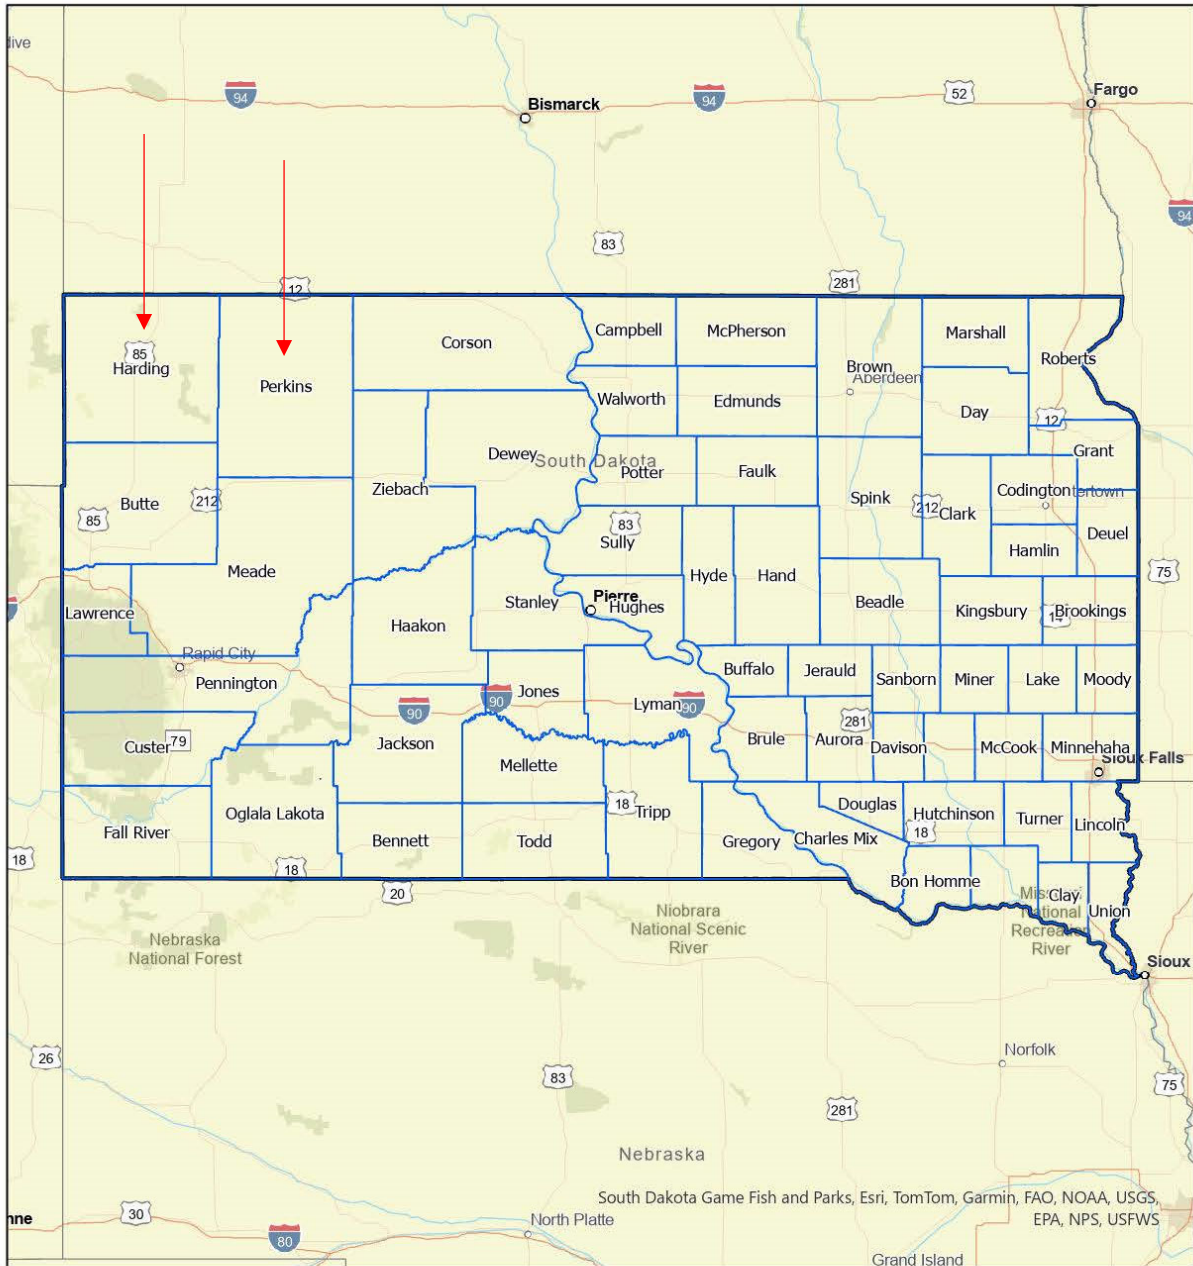 dive
94
Bismarck
94
52
Fargo
94
83
12
281
85
Harding
Perkins
Corson
Campbell
McPherson
Brown
Aberdeen
Marshall
Roberts
Walworth
Edmunds
Day
12
Grant
Dewey
South Dakota
Potter
Faulk
Butte
212
85
Ziebach
Spink
212
Clark
Codington
tertown
Deuel
83
Sully
Hamlin
75
Meade
Hyde
Hand
Lawrence
Stanley
Pierre
Hughes
Beadle
Kingsbury
14
Brookings
Haakon
Rapid City
Pennington
90
90
Jones
Lyman
90
Buffalo
Jerauld
Sanborn
Miner
Lake
Moody
Custer
79
Jackson
Mellette
Brule
Aurora
281
Davison
McCook
Minnehaha
Sioux Falls
Fall River
Oglala Lakota
18
Bennett
Todd
18
Tripp
Gregory
Douglas
Charles Mix
Hutchinson
18
Turner
Lincoln
18
20
Bon Homme
Clay
Union
Missouri
National
Recreation
River
Nebraska
National Forest
Niobrara
National Scenic
River
Sioux
26
83
Norfolk
75
281
Nebraska
South Dakota Game Fish and Parks, Esri, TomTom, Garmin, FAO, NOAA, USGS,
EPA, NPS, USFWS
nne
30
80
North Platte
Grand Island